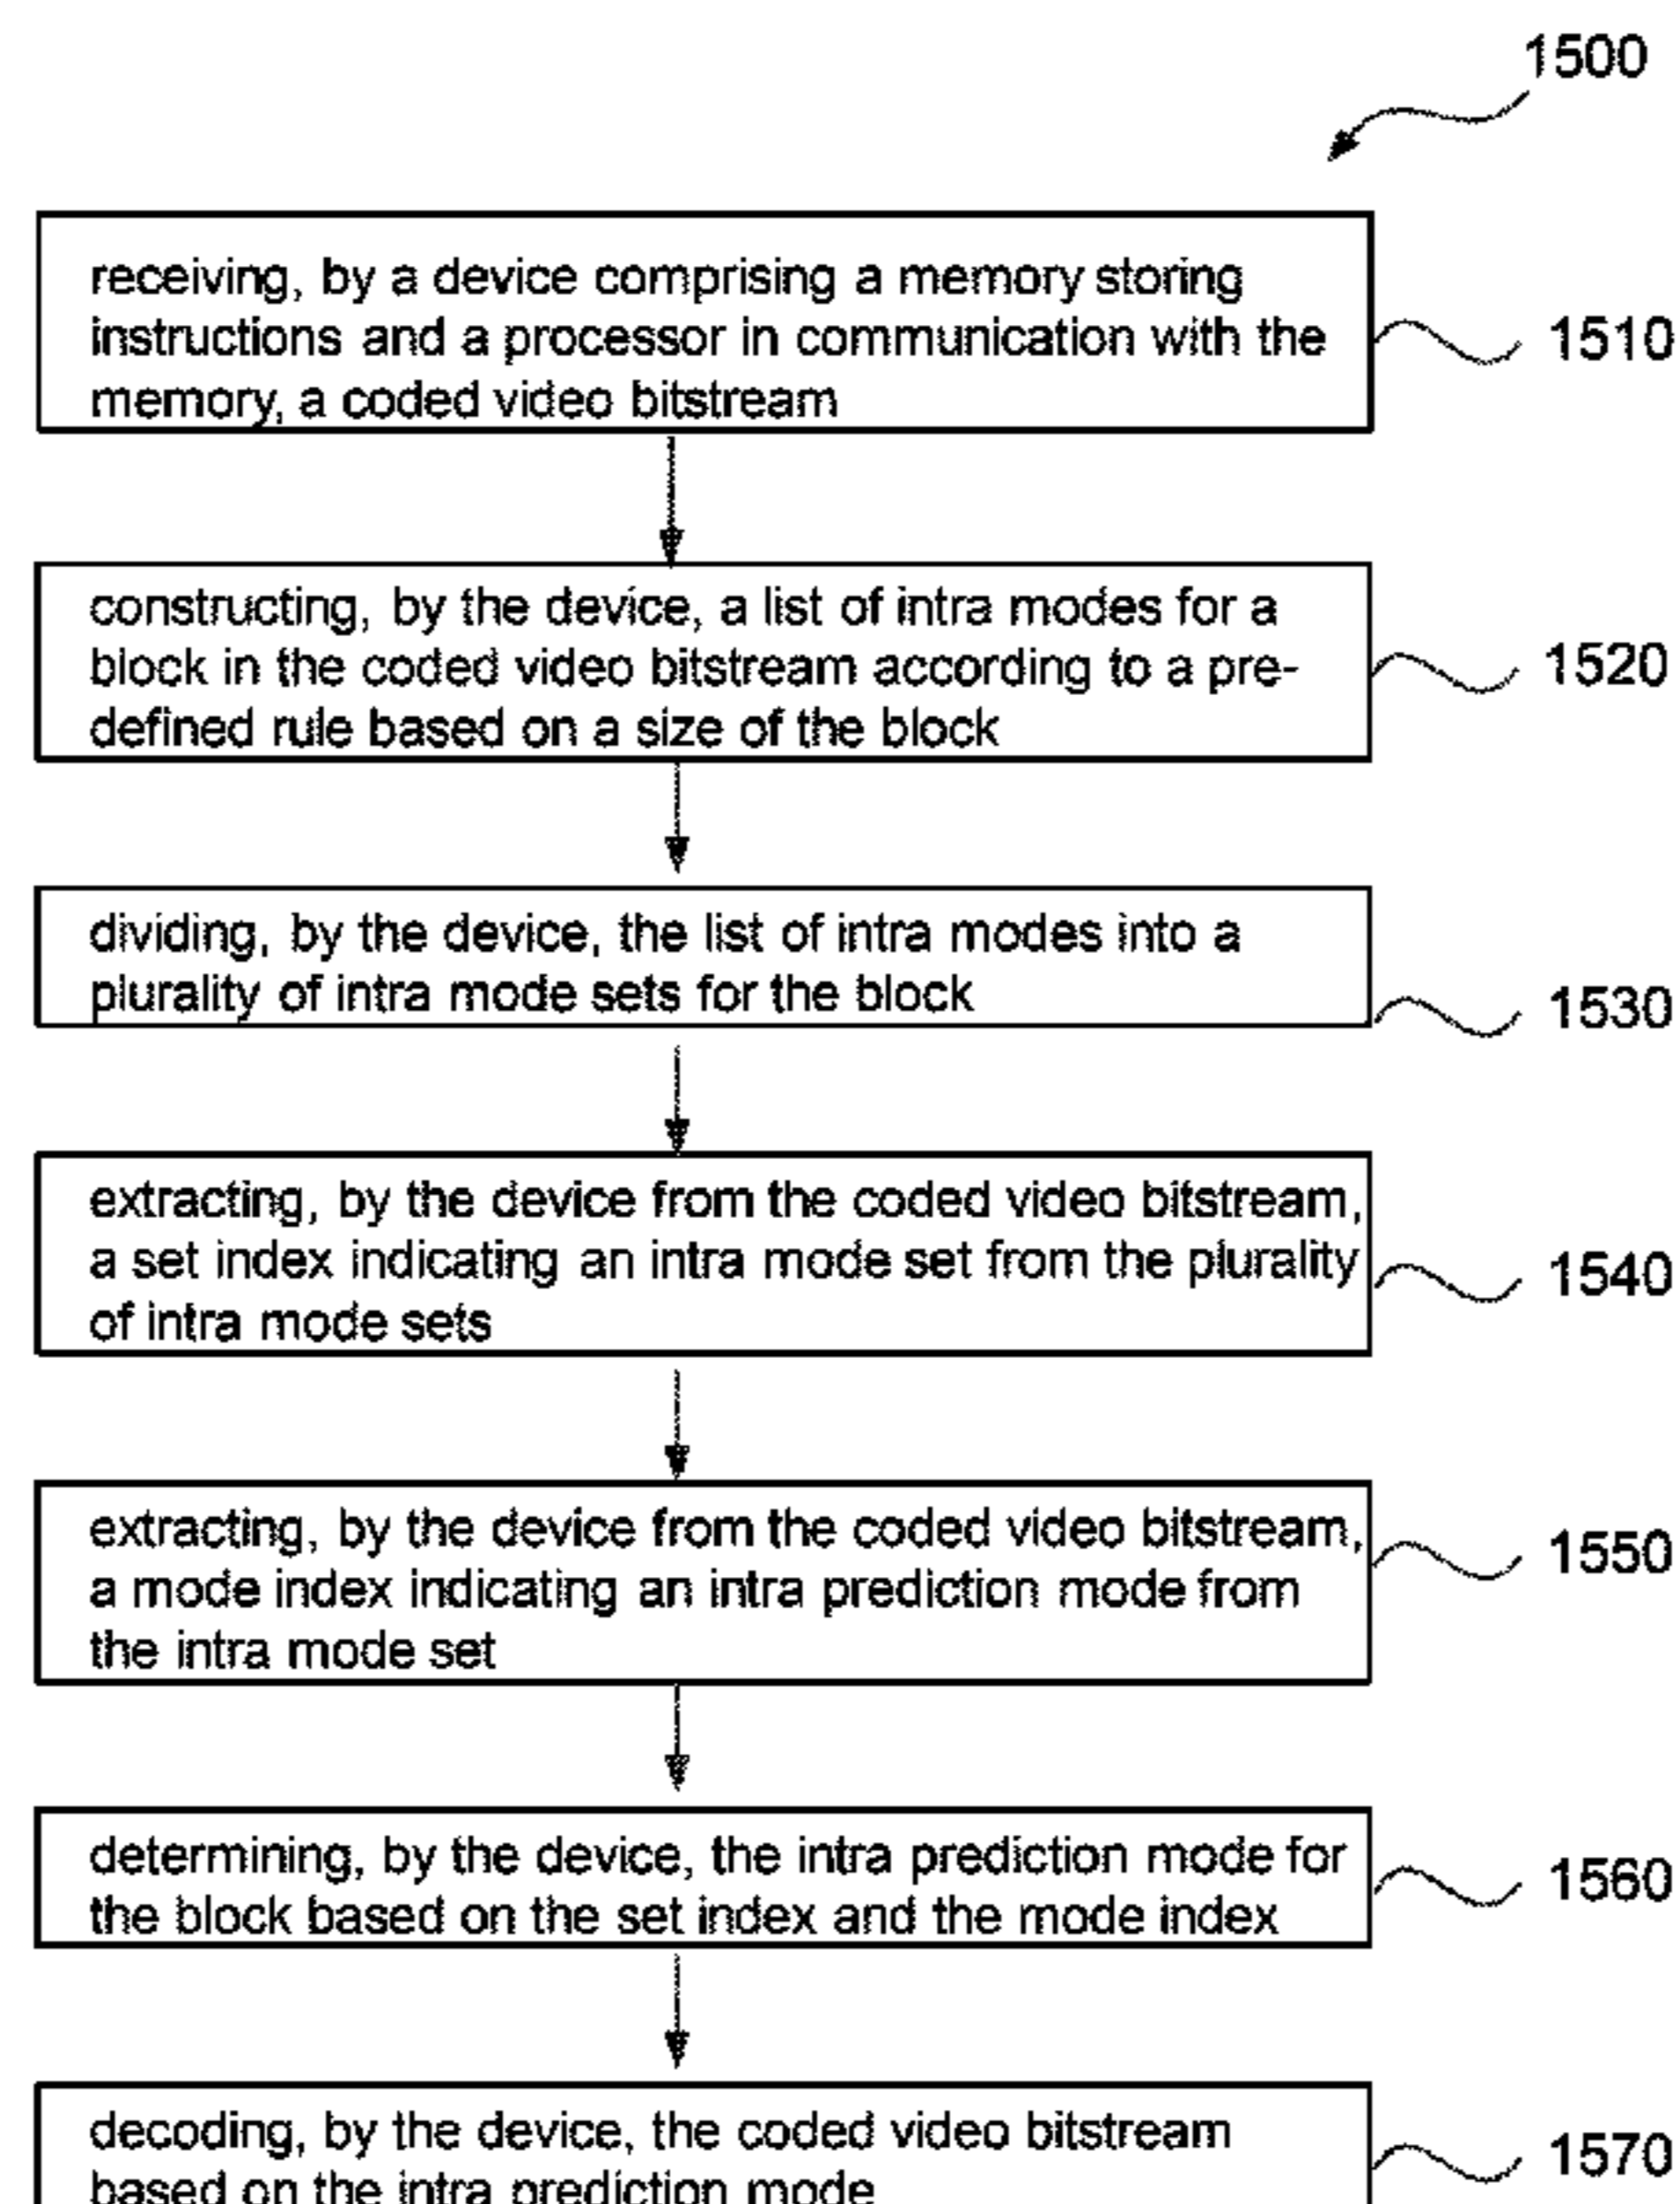 1500
receiving, by a device comprising a memory storing
instructions and a processor in communication with the
memory, a coded video bitstream
1510
constructing, by the device, a list of intra modes for a
block in the coded video bitstream according to a pre-
defined rule based on a size of the block
1520
dividing, by the device, the list of intra modes into a
plurality of intra mode sets for the block
1530
extracting, by the device from the coded video bitstream,
a set index indicating an intra mode set from the plurality
of intra mode sets
1540
extracting, by the device from the coded video bitstream,
a mode index indicating an intra prediction mode from
the intra mode set
1550
determining, by the device, the intra prediction mode for
the block based on the set index and the mode index
1560
decoding, by the device, the coded video bitstream
based on the intra prediction mode
1570